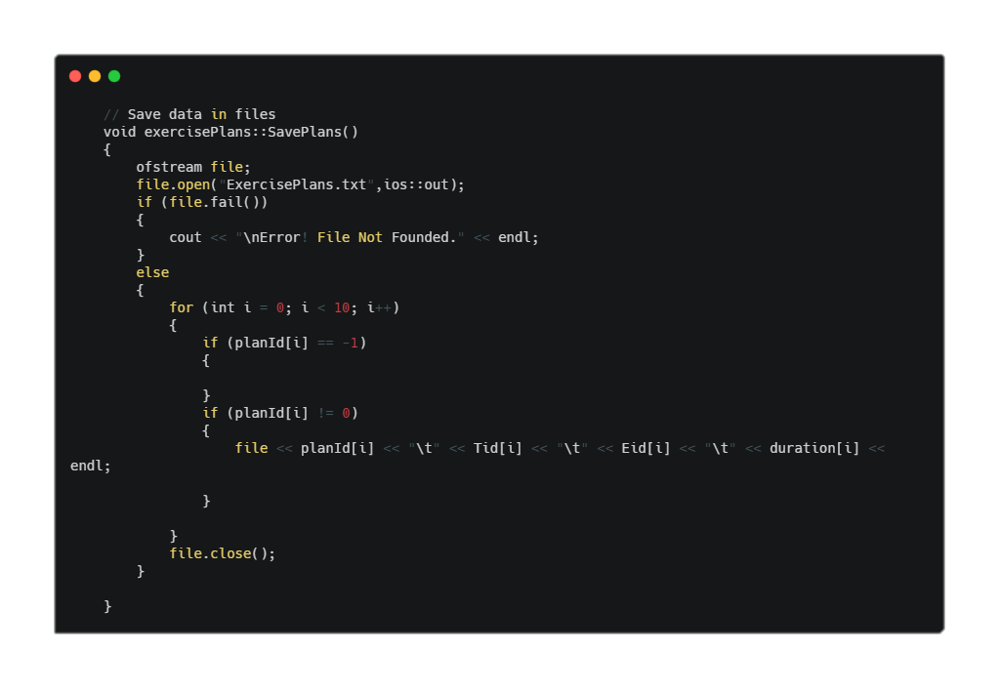 // Save data in files
void exercisePlans::SavePlans()
{
ofstream file;
file.open("ExercisePlans.txt",ios::out);
if (file.fail())
{
cout << "\nError! File Not Founded." << endl;
}
else
{
for (int i = 0; i < 10; i++)
{
if (planId[i] == -1)
{
}
if (planId[i] != 0)
{
file << planId[i] << "\t" << Tid[i] << "\t" << Eid[i] << "\t" << duration[i] <<
endl;
}
}
file.close();
}
}